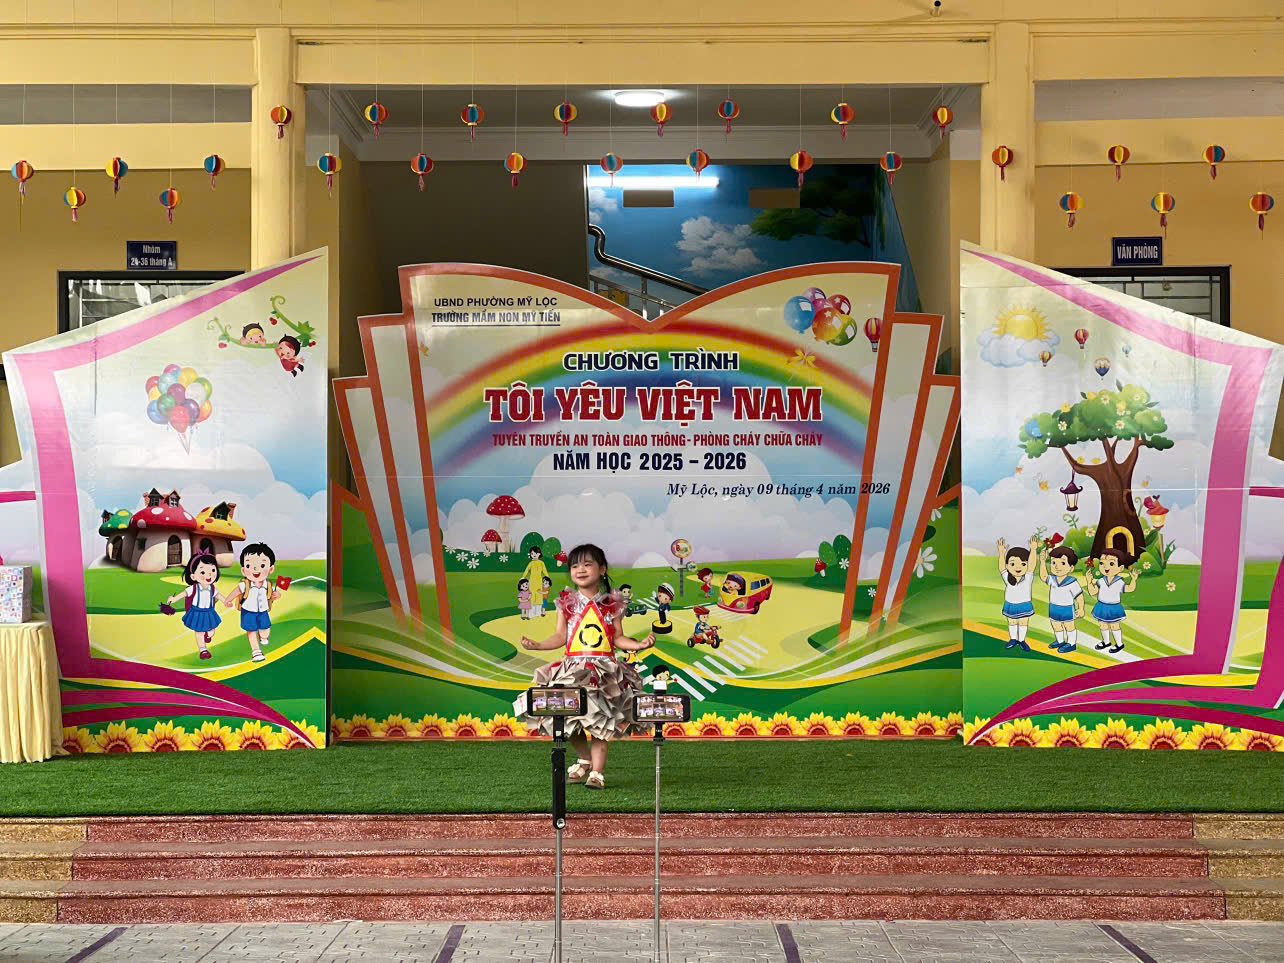 Nhóm
24-36 tháng A
VĂN PHÒNG
UBND PHƯỜNG MỸ LỘC
TRƯỜNG MẦM NON MỸ TIẾN
CHƯƠNG TRÌNH
TÔI YÊU VIỆT NAM
TUYÊN TRUYỀN AN TOÀN GIAO THÔNG - PHÒNG CHÁY CHỮA CHÁY
NĂM HỌC 2025 - 2026
Mỹ Lộc, ngày 09 tháng 4 năm 2026